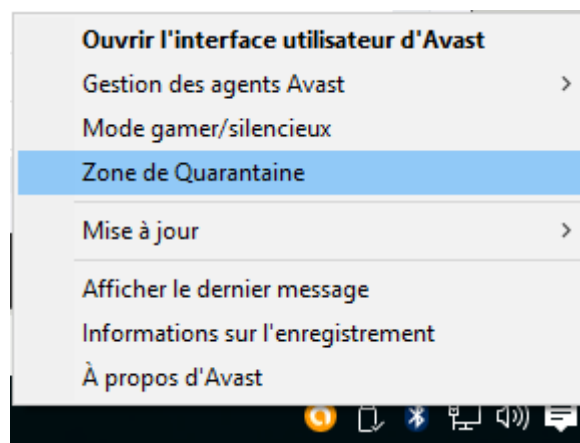 Ouvrir l'interface utilisateur d'Avast
Gestion des agents Avast
Mode gamer/silencieux
Zone de Quarantaine
Mise à jour
Afficher le dernier message
Informations sur l'enregistrement
À propos d'Avast